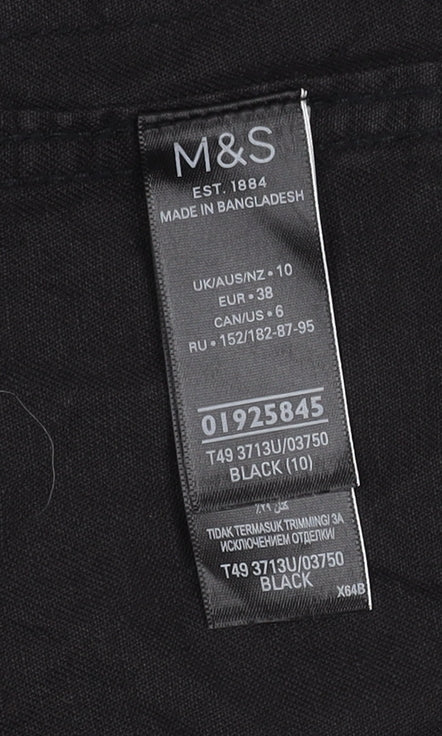 M&S
EST. 1884
MADE IN BANGLADESH
UK/AUS/NZ • 10
EUR • 38
CAN/US • 6
RU • 152/182-87-95
01925845
T49 3713U/03750
BLACK (10)
TIDAK TERMASUK TRIMMING/ ЗА
ИСКЛЮЧЕНИЕМ ОТДЕЛКИ/
T49 3713U/03750
BLACK
X64B